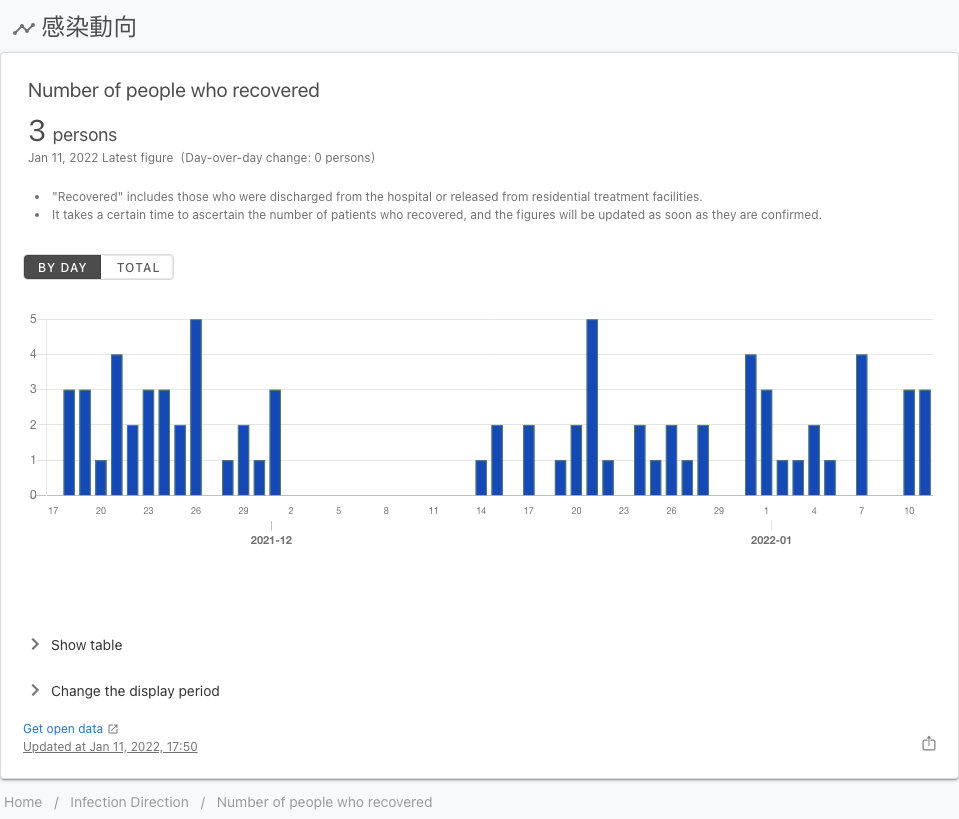 感染動向
Number of people who recovered
3 persons
Jan 11, 2022 Latest figure (Day-over-day change: 0 persons)
• "Recovered" includes those who were discharged from the hospital or released from residential treatment facilities.
• It takes a certain time to ascertain the number of patients who recovered, and the figures will be updated as soon as they are confirmed.
BY DAY TOTAL
5
4
3
2
1
0
17 20 23 26 29 2 5 8 11 14 17 20 23 26 29 1 4 7 10
2021-12 2022-01
Show table
Change the display period
Get open data
Updated at Jan 11, 2022, 17:50
Home / Infection Direction / Number of people who recovered